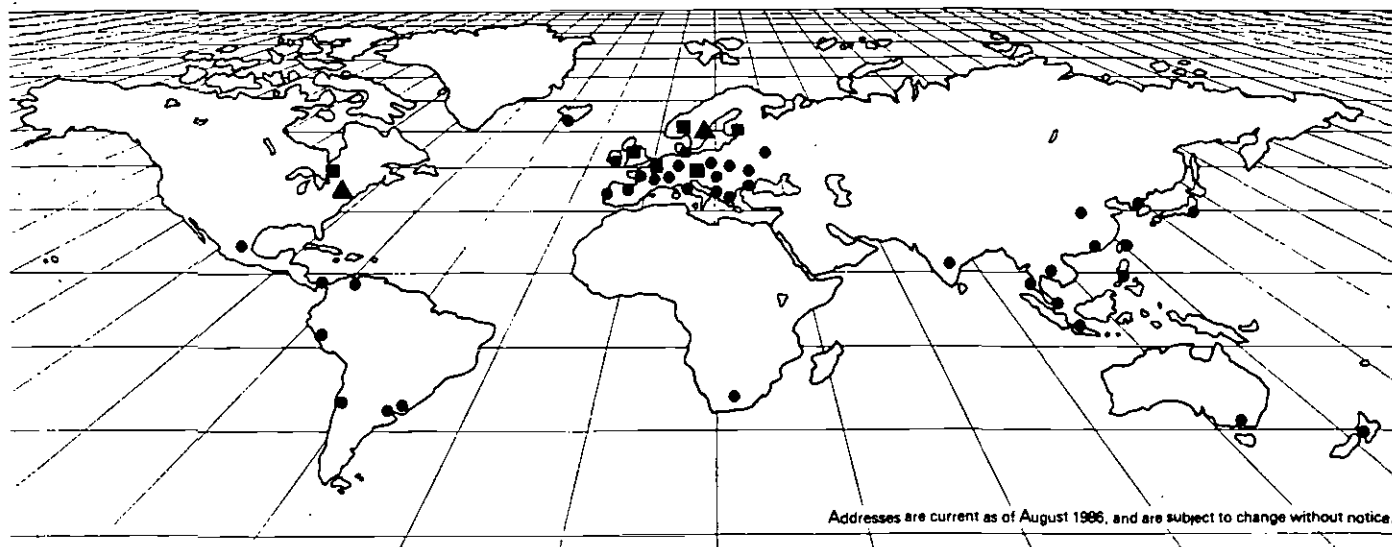 Addresses are current as of August 1986, and are subject to change without notice.